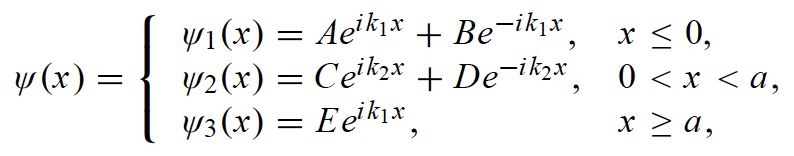 ψ₁(x) = Ae^{ik₁x} + Be^{−ik₁x}, x ≤ 0,
ψ(x) = { ψ₂(x) = Ce^{ik₂x} + De^{−ik₂x}, 0 < x < a,
ψ₃(x) = Ee^{ik₁x}, x ≥ a,